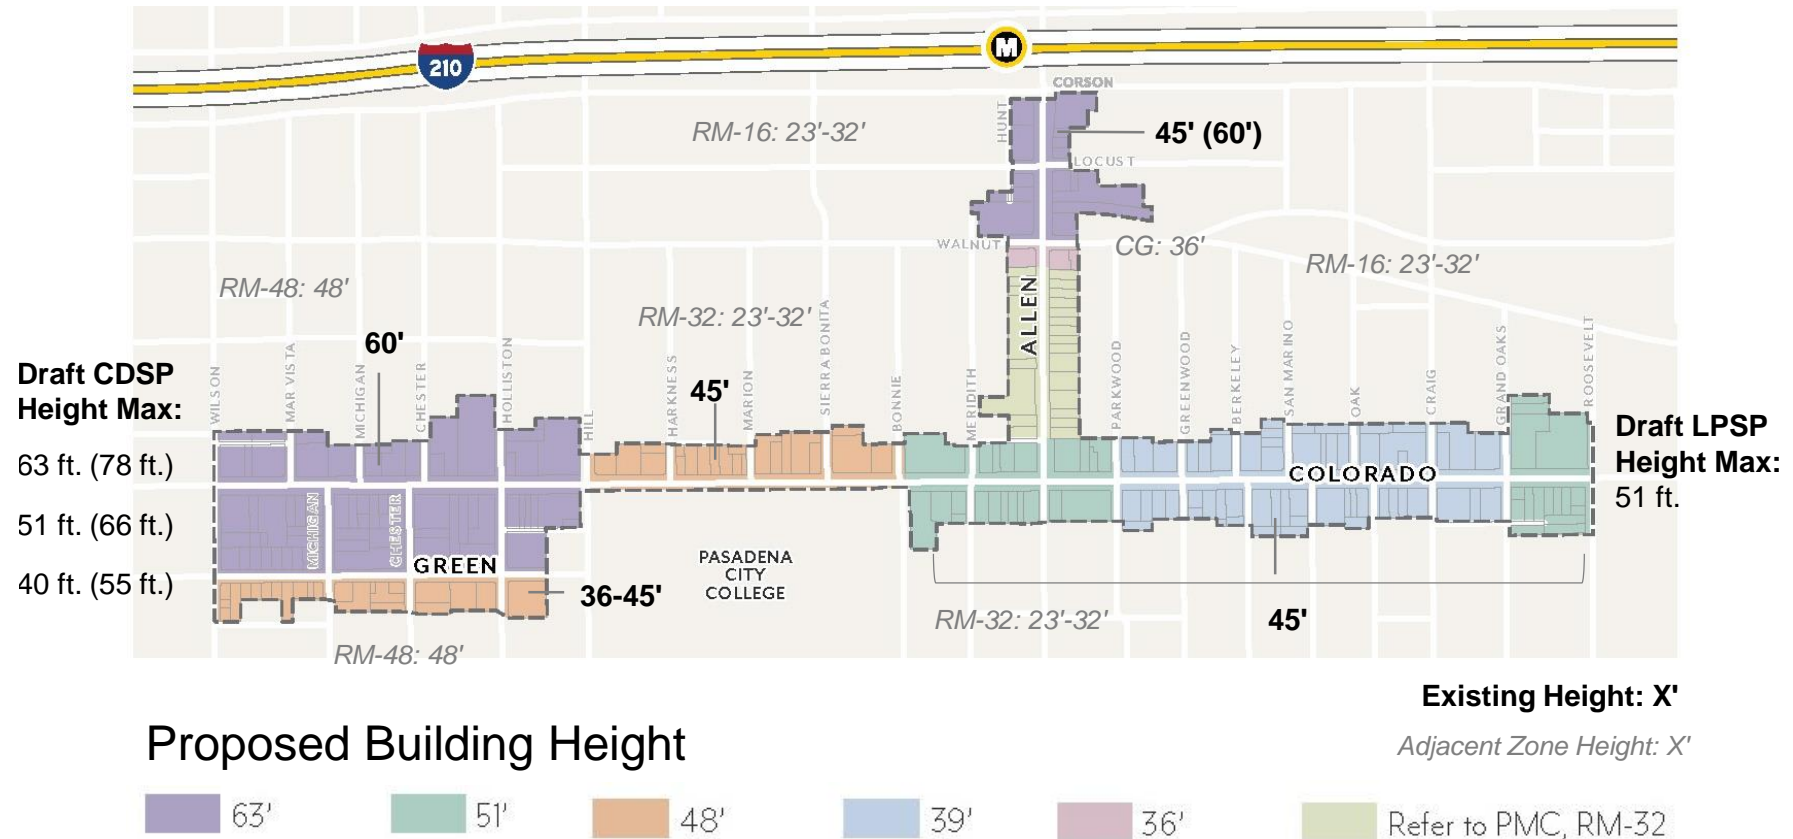 210
M
CORSON
HUNT
RM-16: 23'-32'
45' (60')
LOCUST
WALNUT
CG: 36'
RM-16: 23'-32'
RM-48: 48'
RM-32: 23'-32'
ALLEN
60'
45'
Draft CDSP
Height Max:
63 ft. (78 ft.)
51 ft. (66 ft.)
40 ft. (55 ft.)
WILSON
MAR VISTA
MICHIGAN
CHESTER
HOLLISTON
HILL
HARKNESS
MARION
SIERRA BONITA
BONNIE
MERIDITH
PARKWOOD
GREENWOOD
BERKELEY
SAN MARINO
OAK
CRAIG
GRAND OAKS
ROOSEVELT
Draft LPSP
Height Max:
51 ft.
COLORADO
MICHIGAN
CHESTER
GREEN
PASADENA
CITY
COLLEGE
36-45'
RM-32: 23'-32'
45'
RM-48: 48'
Existing Height: X'
Adjacent Zone Height: X'
Proposed Building Height
63'
51'
48'
39'
36'
Refer to PMC, RM-32